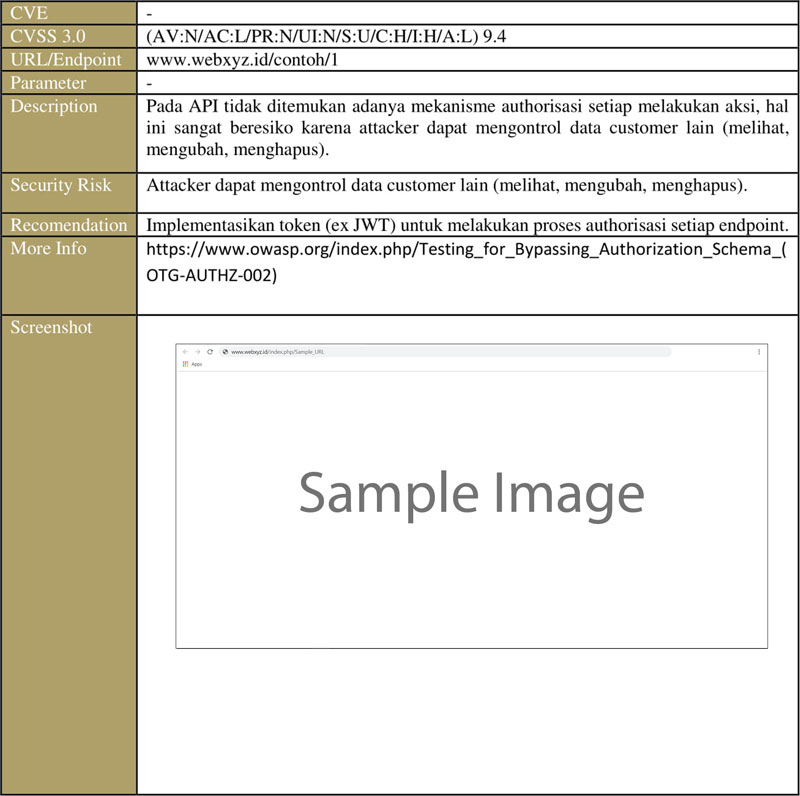 CVE -
CVSS 3.0 (AV:N/AC:L/PR:N/UI:N/S:U/C:H/I:H/A:L) 9.4
URL/Endpoint www.webxyz.id/contoh/1
Parameter -
Description Pada API tidak ditemukan adanya mekanisme authorisasi setiap melakukan aksi, hal
ini sangat beresiko karena attacker dapat mengontrol data customer lain (melihat,
mengubah, menghapus).
Security Risk Attacker dapat mengontrol data customer lain (melihat, mengubah, menghapus).
Recomendation Implementasikan token (ex JWT) untuk melakukan proses authorisasi setiap endpoint.
More Info https://www.owasp.org/index.php/Testing_for_Bypassing_Authorization_Schema_(
OTG-AUTHZ-002)
Screenshot
www.webxyz.id/index.php/Sample_URL
Apps
Sample Image